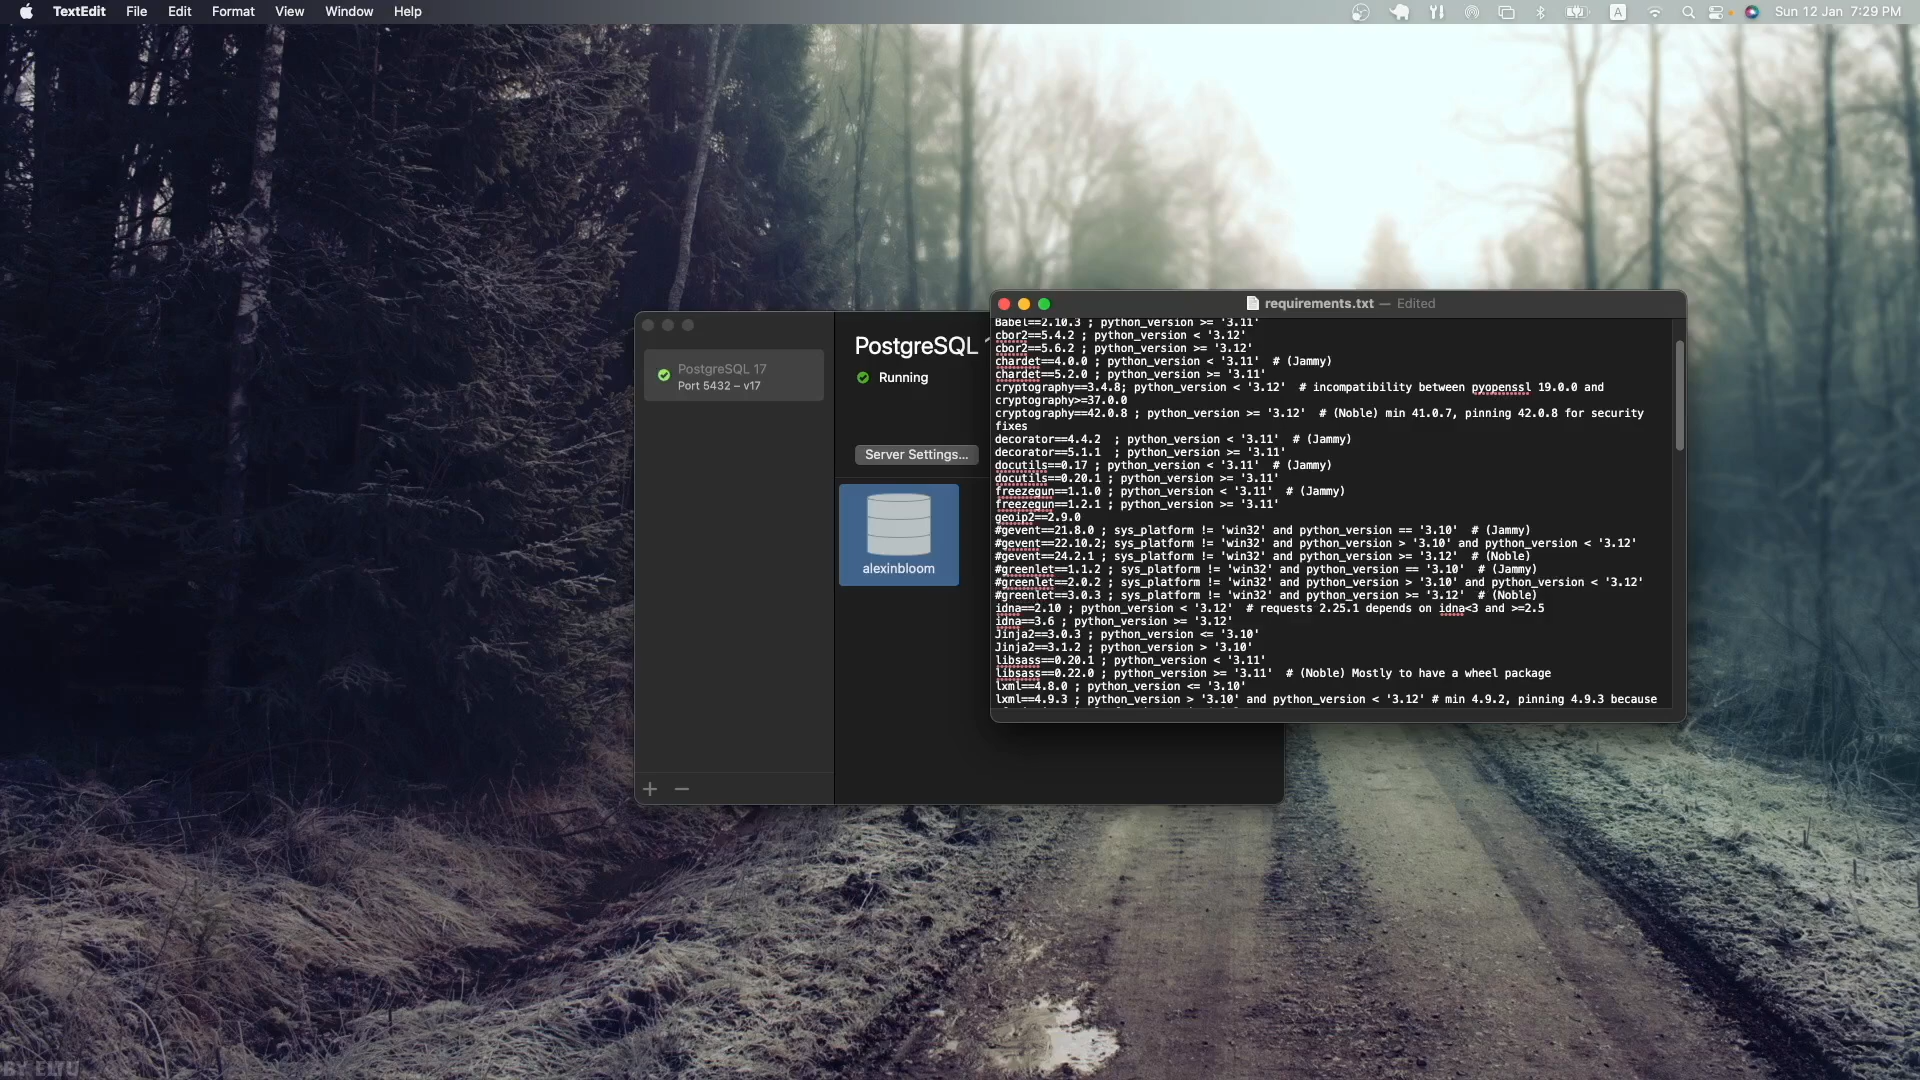 TextEdit File Edit Format View Window Help
A
Sun 12 Jan 7:29 PM
PostgreSQL 17
Port 5432 – v17
PostgreSQL
Running
Server Settings...
alexinbloom
requirements.txt — Edited
Babel==2.10.3 ; python_version >= '3.11'
cbor2==5.4.2 ; python_version < '3.12'
cbor2==5.6.2 ; python_version >= '3.12'
chardet==4.0.0 ; python_version < '3.11'  # (Jammy)
chardet==5.2.0 ; python_version >= '3.11'
cryptography==3.4.8; python_version < '3.12'  # incompatibility between pyopenssl 19.0.0 and
cryptography>=37.0.0
cryptography==42.0.8 ; python_version >= '3.12'  # (Noble) min 41.0.7, pinning 42.0.8 for security
fixes
decorator==4.4.2  ; python_version < '3.11'  # (Jammy)
decorator==5.1.1  ; python_version >= '3.11'
docutils==0.17 ; python_version < '3.11'  # (Jammy)
docutils==0.20.1 ; python_version >= '3.11'
freezegun==1.1.0 ; python_version < '3.11'  # (Jammy)
freezegun==1.2.1 ; python_version >= '3.11'
geoip2==2.9.0
#gevent==21.8.0 ; sys_platform != 'win32' and python_version == '3.10'  # (Jammy)
#gevent==22.10.2; sys_platform != 'win32' and python_version > '3.10' and python_version < '3.12'
#gevent==24.2.1 ; sys_platform != 'win32' and python_version >= '3.12'  # (Noble)
#greenlet==1.1.2 ; sys_platform != 'win32' and python_version == '3.10'  # (Jammy)
#greenlet==2.0.2 ; sys_platform != 'win32' and python_version > '3.10' and python_version < '3.12'
#greenlet==3.0.3 ; sys_platform != 'win32' and python_version >= '3.12'  # (Noble)
idna==2.10 ; python_version < '3.12'  # requests 2.25.1 depends on idna<3 and >=2.5
idna==3.6 ; python_version >= '3.12'
Jinja2==3.0.3 ; python_version <= '3.10'
Jinja2==3.1.2 ; python_version > '3.10'
libsass==0.20.1 ; python_version < '3.11'
libsass==0.22.0 ; python_version >= '3.11'  # (Noble) Mostly to have a wheel package
lxml==4.8.0 ; python_version <= '3.10'
lxml==4.9.3 ; python_version > '3.10' and python_version < '3.12' # min 4.9.2, pinning 4.9.3 because
BY ELTU